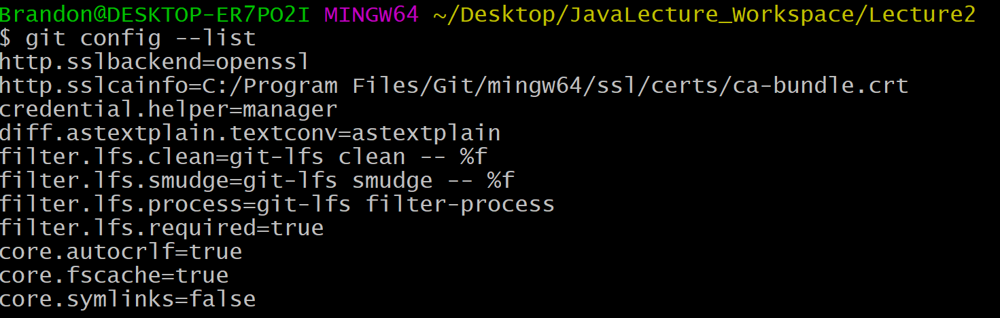 Brandon@DESKTOP-ER7PO2I MINGW64 ~/Desktop/JavaLecture_Workspace/Lecture2
$ git config --list
http.sslbackend=openssl
http.sslcainfo=C:/Program Files/Git/mingw64/ssl/certs/ca-bundle.crt
credential.helper=manager
diff.astextplain.textconv=astextplain
filter.lfs.clean=git-lfs clean -- %f
filter.lfs.smudge=git-lfs smudge -- %f
filter.lfs.process=git-lfs filter-process
filter.lfs.required=true
core.autocrlf=true
core.fscache=true
core.symlinks=false